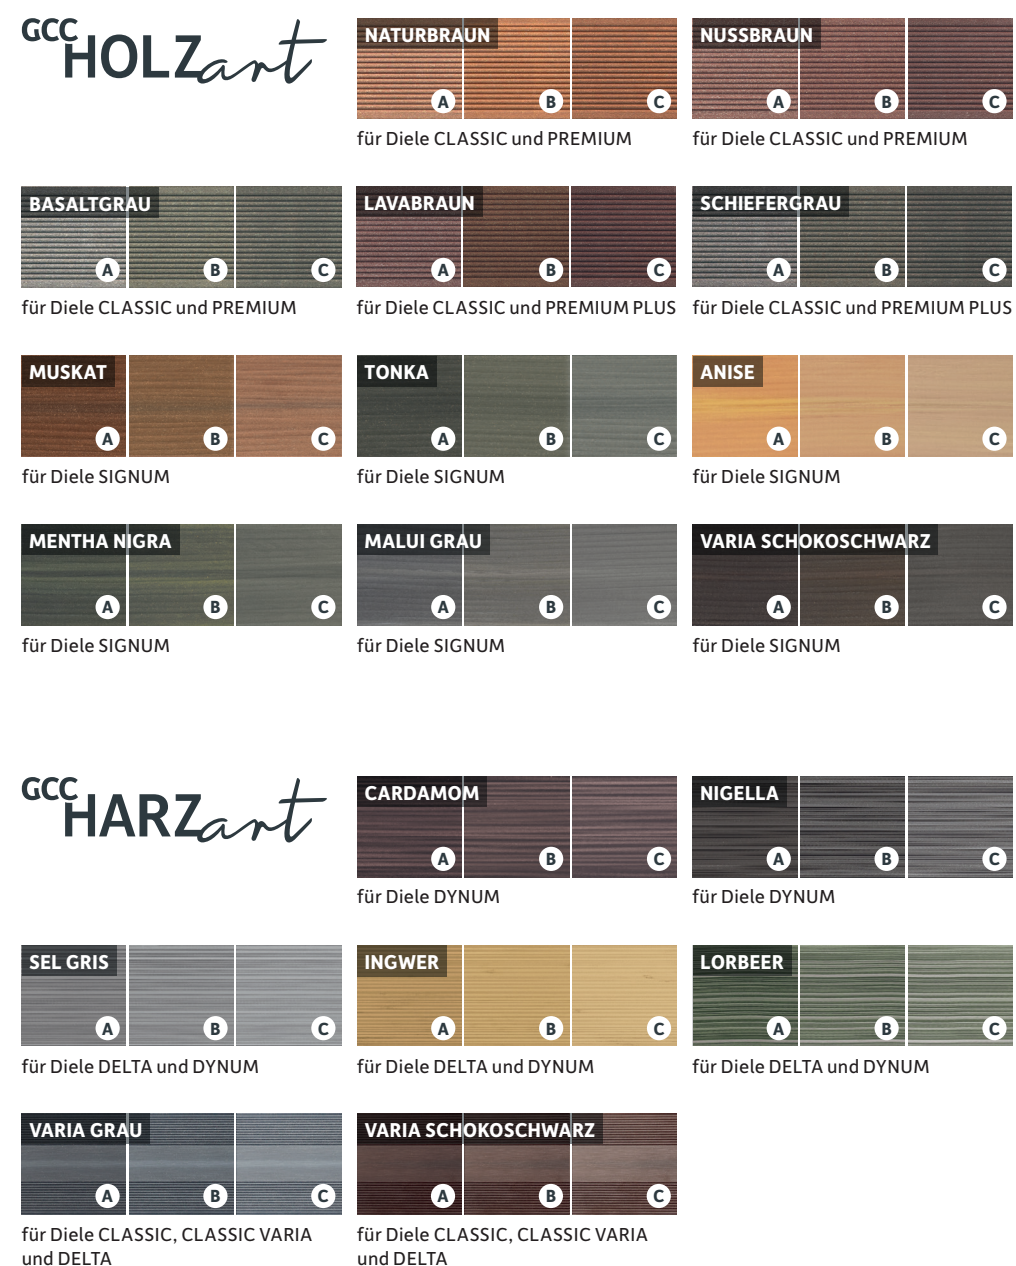 GCC
HOLZart
NATURBRAUN
A B C
für Diele CLASSIC und PREMIUM
NUSSBRAUN
A B C
für Diele CLASSIC und PREMIUM
BASALTGRAU
A B C
für Diele CLASSIC und PREMIUM
LAVABRAUN
A B C
für Diele CLASSIC und PREMIUM PLUS
SCHIEFERGRAU
A B C
für Diele CLASSIC und PREMIUM PLUS
MUSKAT
A B C
für Diele SIGNUM
TONKA
A B C
für Diele SIGNUM
ANISE
A B C
für Diele SIGNUM
MENTHA NIGRA
A B C
für Diele SIGNUM
MALUI GRAU
A B C
für Diele SIGNUM
VARIA SCHOKOSCHWARZ
A B C
für Diele SIGNUM
GCC
HARZart
CARDAMOM
A B C
für Diele DYNUM
NIGELLA
A B C
für Diele DYNUM
SEL GRIS
A B C
für Diele DELTA und DYNUM
INGWER
A B C
für Diele DELTA und DYNUM
LORBEER
A B C
für Diele DELTA und DYNUM
VARIA GRAU
A B C
für Diele CLASSIC, CLASSIC VARIA
und DELTA
VARIA SCHOKOSCHWARZ
A B C
für Diele CLASSIC, CLASSIC VARIA
und DELTA